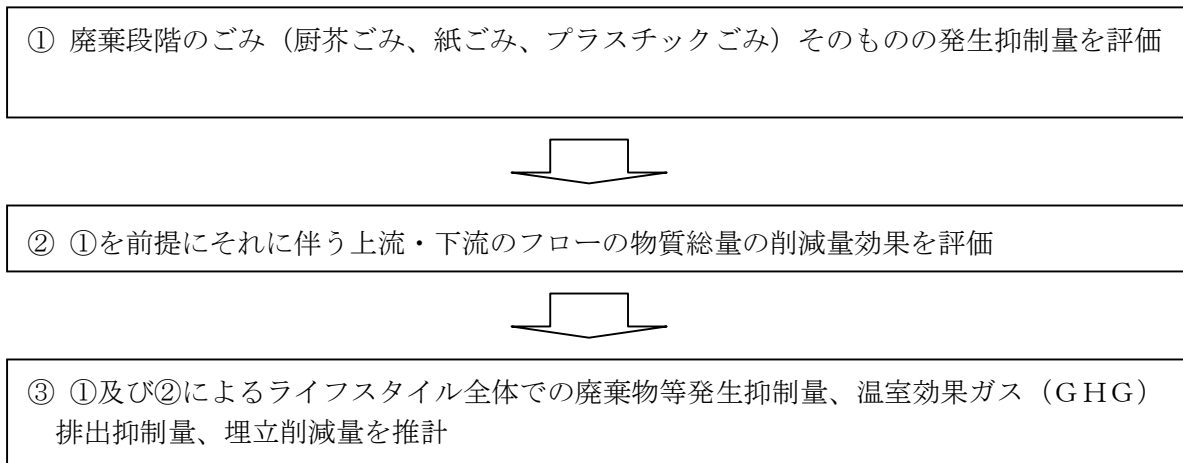 ① 廃棄段階のごみ（厨芥ごみ、紙ごみ、プラスチックごみ）そのものの発生抑制量を評価
② ①を前提にそれに伴う上流・下流のフローの物質総量の削減量効果を評価
③ ①及び②によるライフスタイル全体での廃棄物等発生抑制量、温室効果ガス（ＧＨＧ）
排出抑制量、埋立削減量を推計